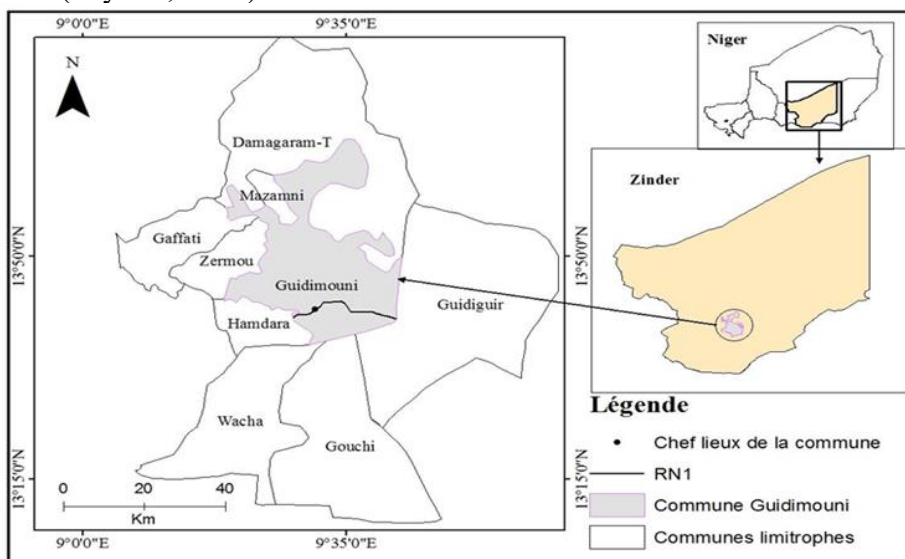 9°0'0"E 9°35'0"E
N
Damagaram-T
Mazamni
Gaffati
Zermou
Guidimouni
Guidiguir
Hamdara
Wacha
Gouchi
13°50'0"N 13°50'0"N
13°15'0"N 13°15'0"N
0 20 40
Km
9°0'0"E 9°35'0"E
Niger
Zinder
Légende
Chef lieux de la commune
RN1
Commune Guidimouni
Communes limitrophes